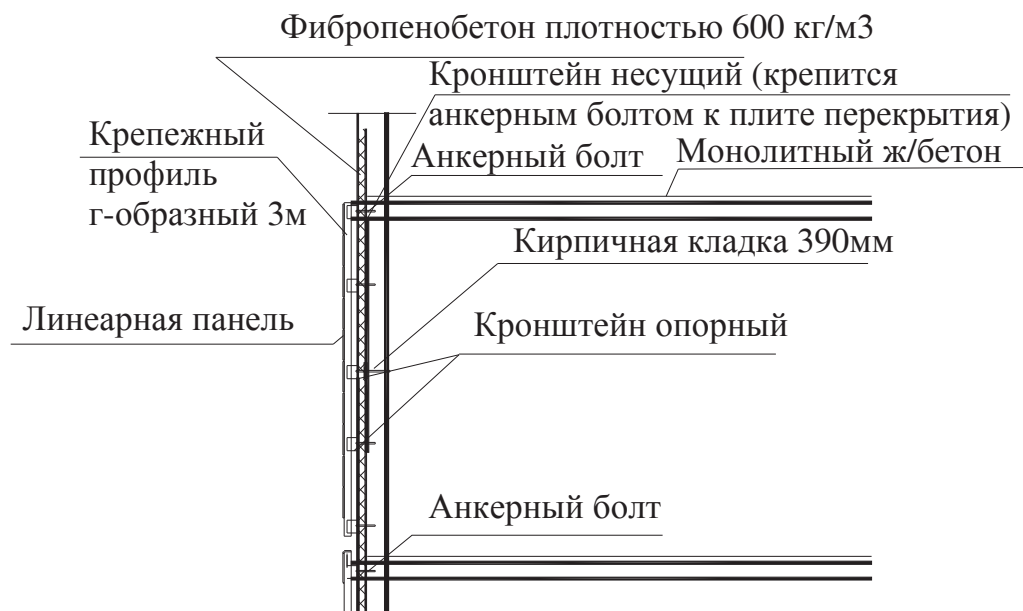 Фибропенобетон плотностью 600 кг/м3
Кронштейн несущий (крепится
анкерным болтом к плите перекрытия)
Крепежный
профиль
г-образный 3м
Анкерный болт
Монолитный ж/бетон
Кирпичная кладка 390мм
Линеарная панель
Кронштейн опорный
Анкерный болт